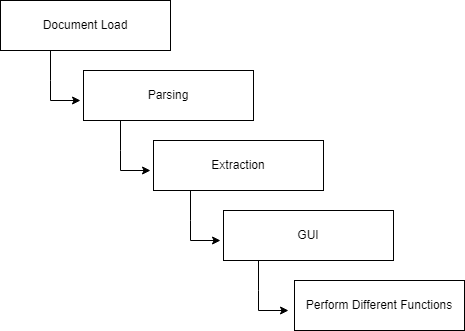 Document Load
Parsing
Extraction
GUI
Perform Different Functions